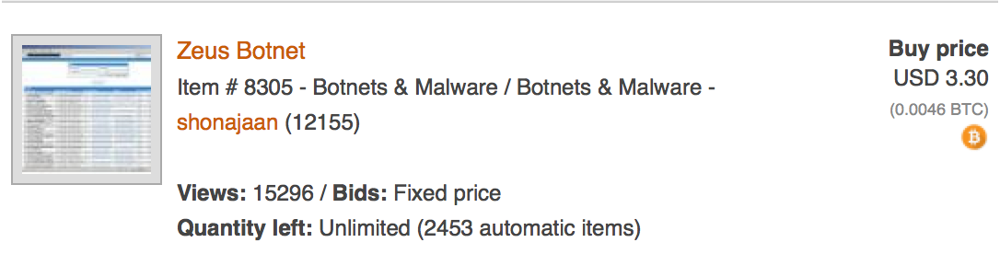 Zeus Botnet
Item # 8305 - Botnets & Malware / Botnets & Malware -
shonajaan (12155)
Views: 15296 / Bids: Fixed price
Quantity left: Unlimited (2453 automatic items)
Buy price
USD 3.30
(0.0046 BTC)